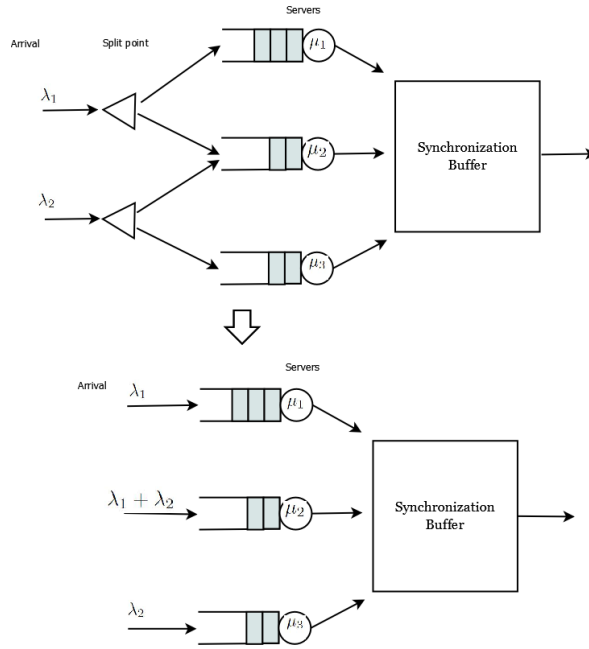 Servers
Arrival
Split point
μ1
λ1
μ2
Synchronization
Buffer
λ2
μ3
Servers
Arrival
λ1
μ1
λ1 + λ2
μ2
Synchronization
Buffer
λ2
μ3